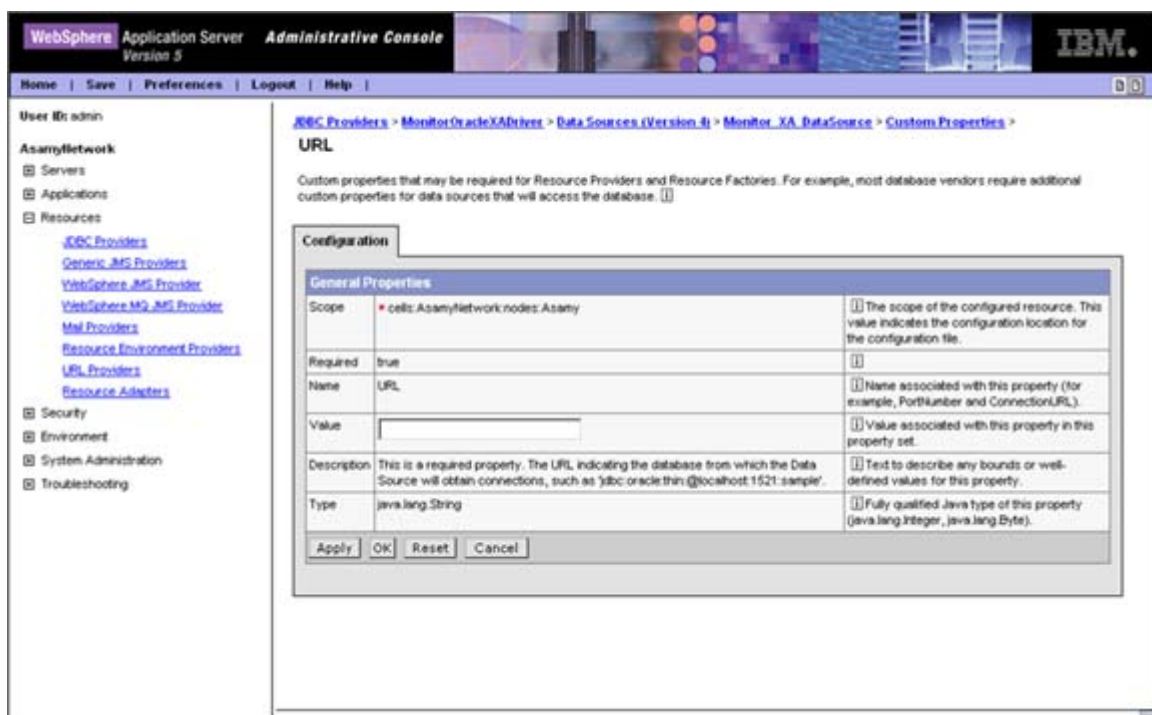 WebSphere Application Server Administrative Console
Version 5
IBM.
Home | Save | Preferences | Logout | Help |
User ID: admin
AsamyNetwork
Servers
Applications
Resources
JDBC Providers
Generic JMS Providers
WebSphere JMS Provider
WebSphere MQ JMS Provider
Mail Providers
Resource Environment Providers
URL Providers
Resource Adapters
Security
Environment
System Administration
Troubleshooting
JDBC Providers > MonitorOracleXADriver > Data Sources (Version 4) > Monitor_XA_DataSource > Custom Properties >
URL
Custom properties that may be required for Resource Providers and Resource Factories. For example, most database vendors require additional
custom properties for data sources that will access the database. i
Configuration
General Properties
Scope * cells:AsamyNetwork:nodes:Asamy i The scope of the configured resource. This
value indicates the configuration location for
the configuration file.
Required true i
Name URL i Name associated with this property (for
example, PortNumber and ConnectionURL).
Value i Value associated with this property in this
property set.
Description This is a required property. The URL indicating the database from which the Data i Text to describe any bounds or well-
Source will obtain connections, such as 'jdbc:oracle:thin:@localhost:1521:sample'. defined values for this property.
Type java.lang.String i Fully qualified Java type of this property
(java.lang.Integer, java.lang.Byte).
Apply OK Reset Cancel